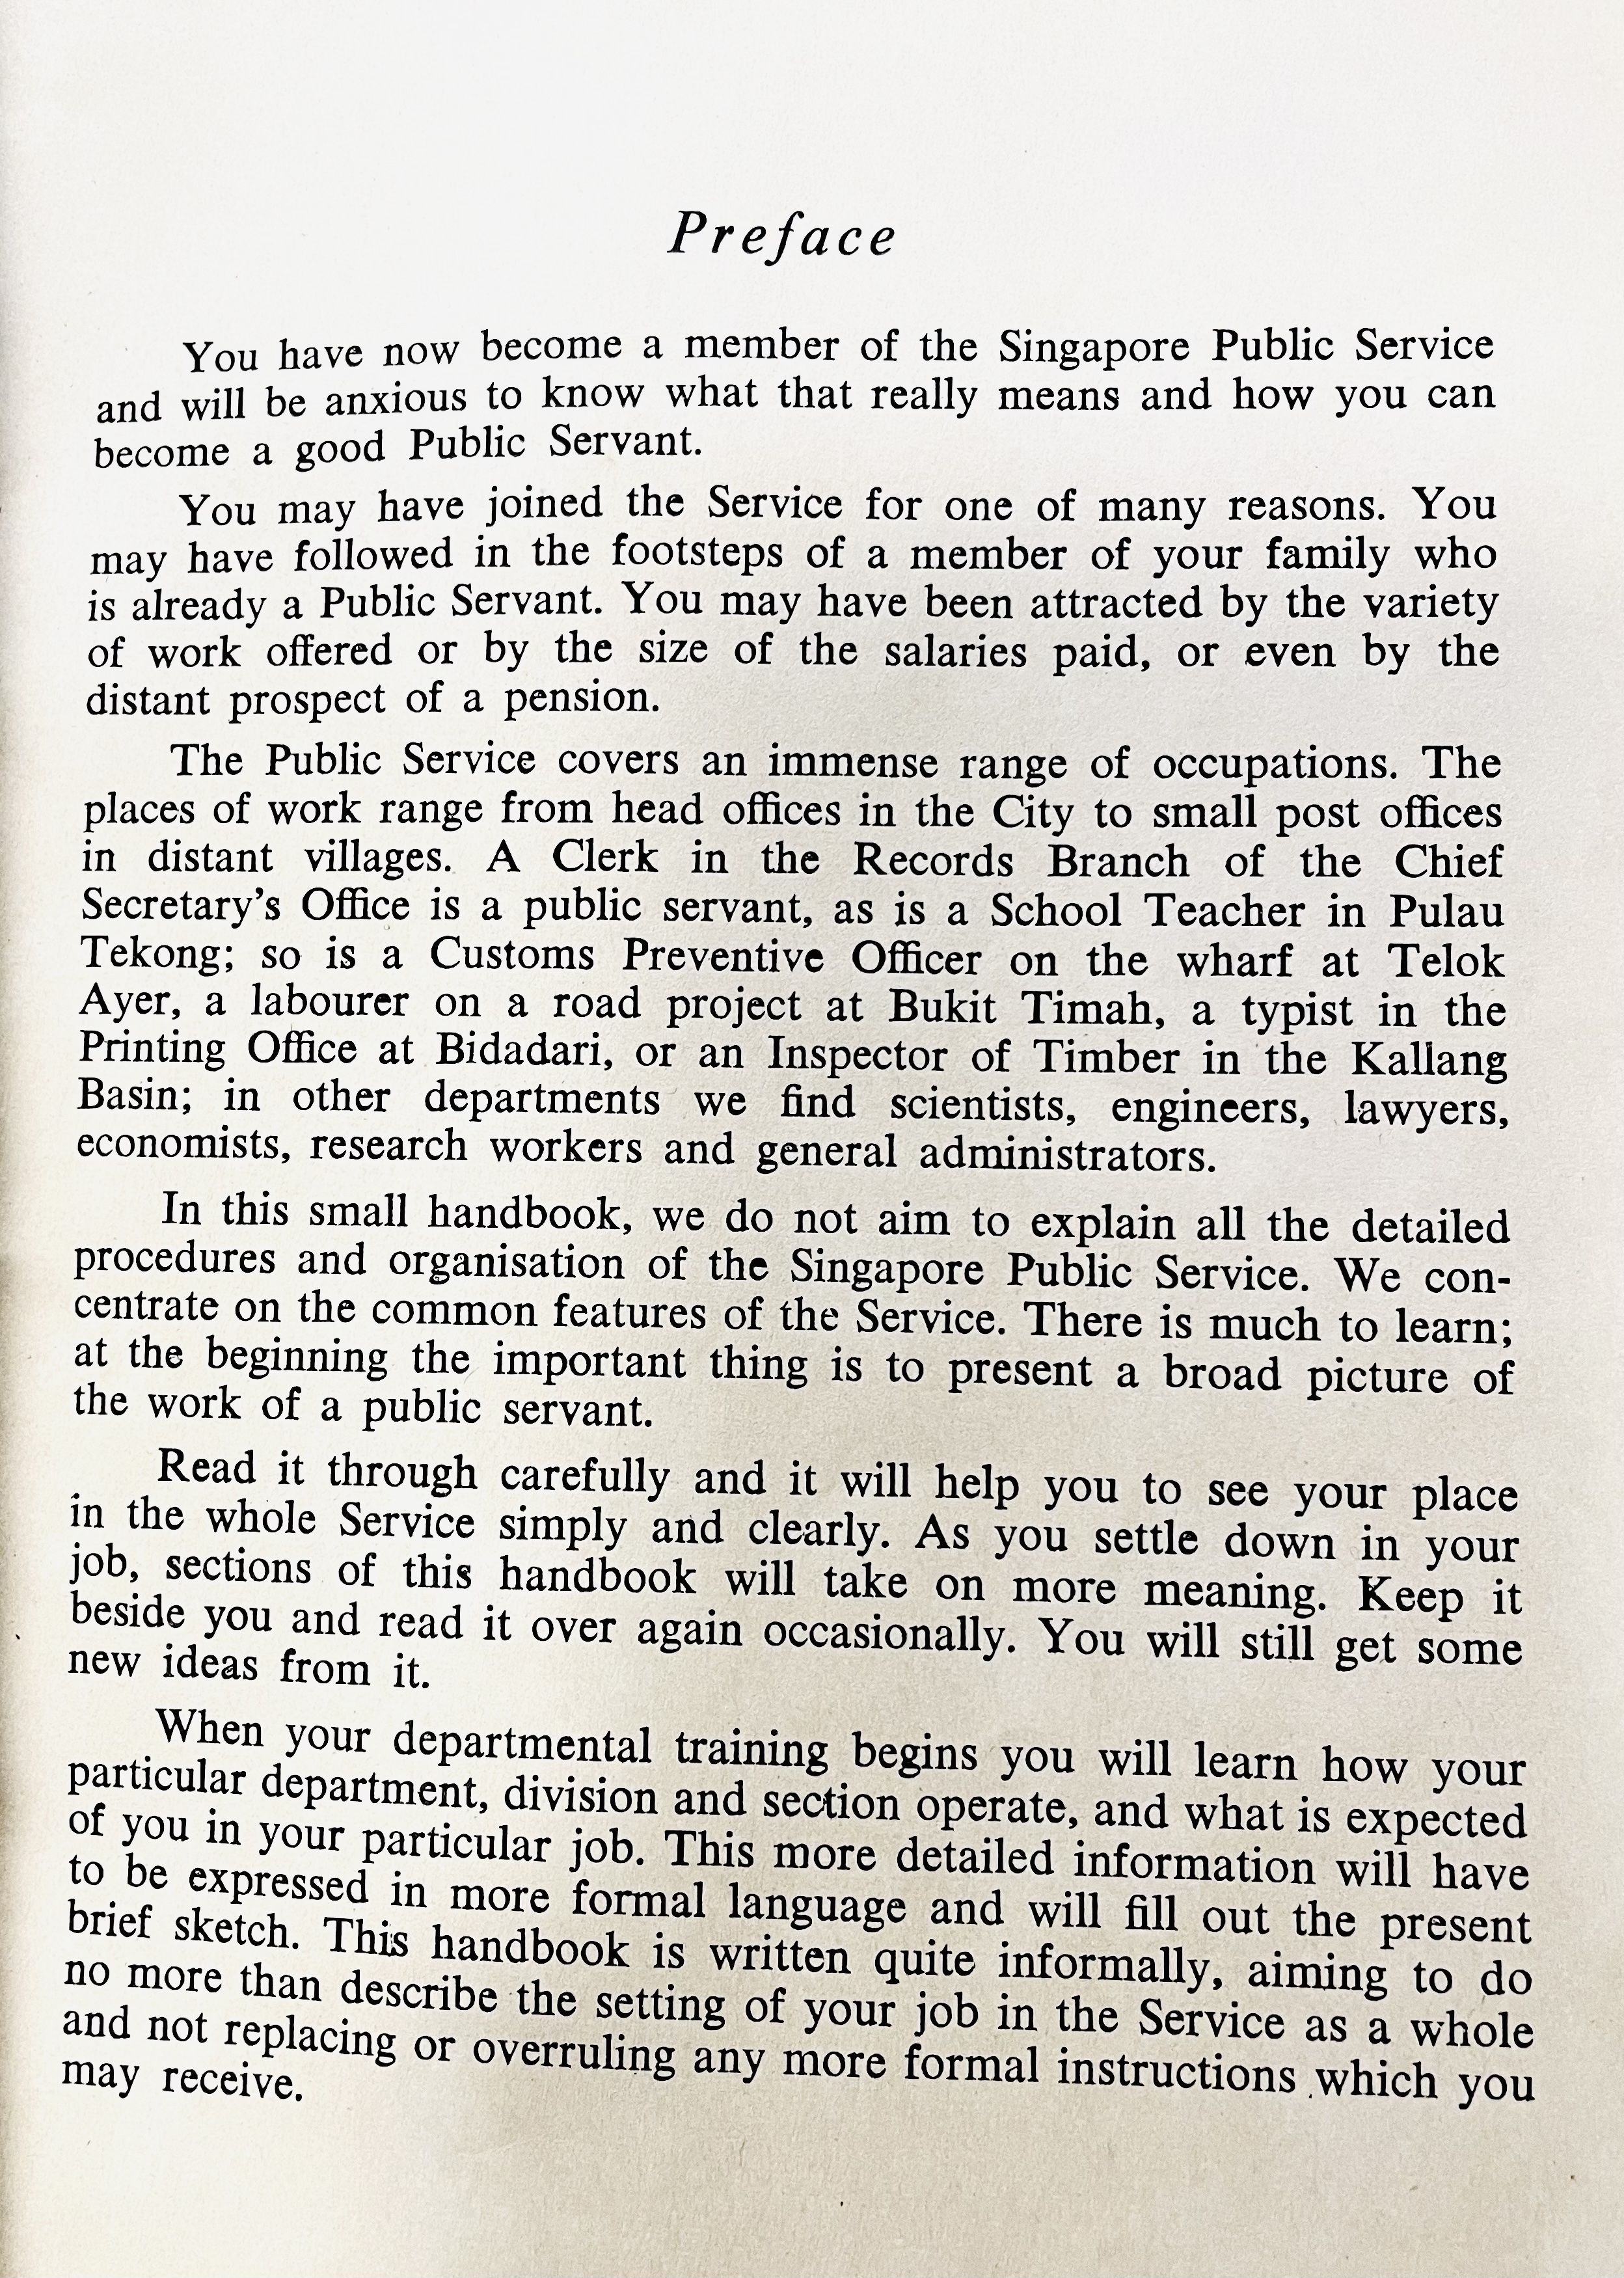 Preface
You have now become a member of the Singapore Public Service
and will be anxious to know what that really means and how you can
become a good Public Servant.
You may have joined the Service for one of many reasons. You
may have followed in the footsteps of a member of your family who
is already a Public Servant. You may have been attracted by the variety
of work offered or by the size of the salaries paid, or even by the
distant prospect of a pension.
The Public Service covers an immense range of occupations. The
places of work range from head offices in the City to small post offices
in distant villages. A Clerk in the Records Branch of the Chief
Secretary's Office is a public servant, as is a School Teacher in Pulau
Tekong; so is a Customs Preventive Officer on the wharf at Telok
Ayer, a labourer on a road project at Bukit Timah, a typist in the
Printing Office at Bidadari, or an Inspector of Timber in the Kallang
Basin; in other departments we find scientists, engineers, lawyers,
economists, research workers and general administrators.
In this small handbook, we do not aim to explain all the detailed
procedures and organisation of the Singapore Public Service. We con-
centrate on the common features of the Service. There is much to learn;
at the beginning the important thing is to present a broad picture of
the work of a public servant.
Read it through carefully and it will help you to see your place
in the whole Service simply and clearly. As you settle down in your
job, sections of this handbook will take on more meaning. Keep it
beside you and read it over again occasionally. You will still get some
new ideas from it.
When your departmental training begins you will learn how your
particular department, division and section operate, and what is expected
of you in your particular job. This more detailed information will have
to be expressed in more formal language and will fill out the present
brief sketch. This handbook is written quite informally, aiming to do
no more than describe the setting of your job in the Service as a whole
and not replacing or overruling any more formal instructions which you
may receive.